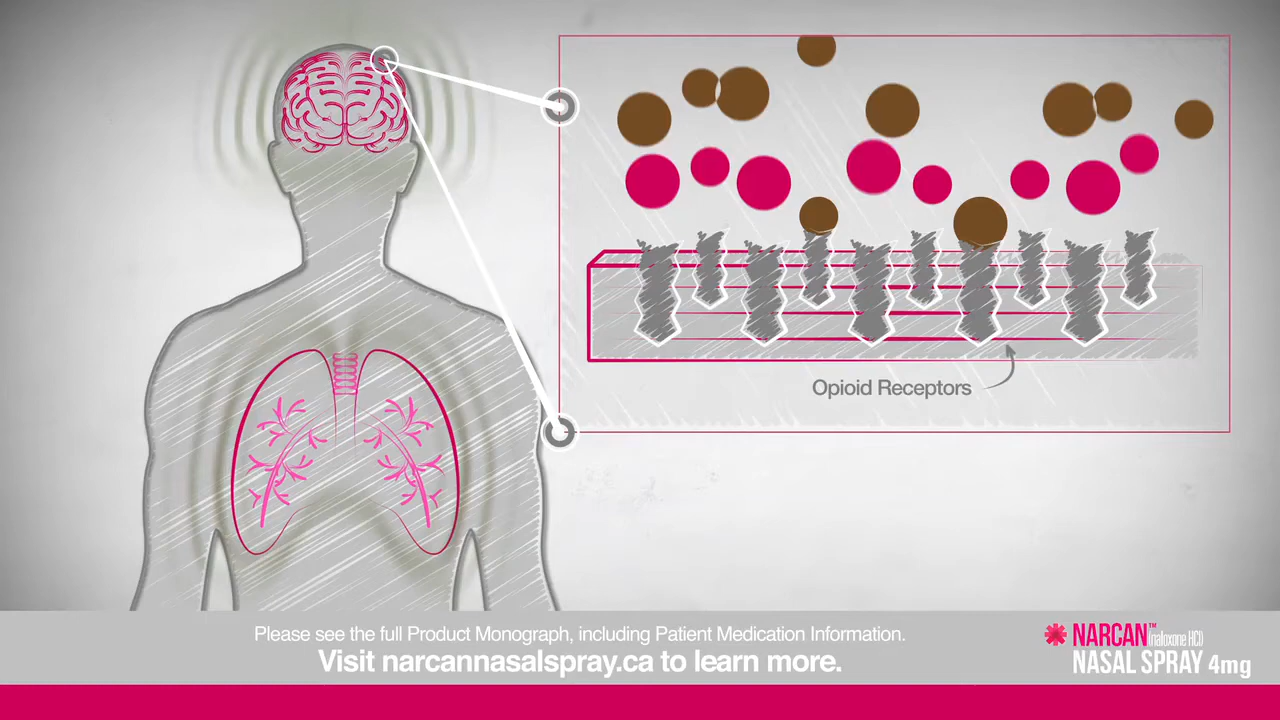 Opioid Receptors
Please see the full Product Monograph, including Patient Medication Information.
Visit narcannasalspray.ca to learn more.
NARCAN™ (naloxone HCl)
NASAL SPRAY 4mg